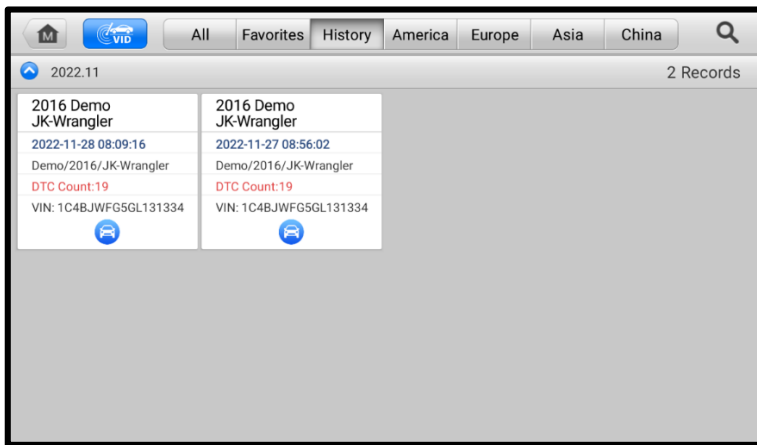 M VID All Favorites History America Europe Asia China
2022.11 2 Records
2016 Demo
JK-Wrangler
2022-11-28 08:09:16
Demo/2016/JK-Wrangler
DTC Count:19
VIN: 1C4BJWFG5GL131334
2016 Demo
JK-Wrangler
2022-11-27 08:56:02
Demo/2016/JK-Wrangler
DTC Count:19
VIN: 1C4BJWFG5GL131334